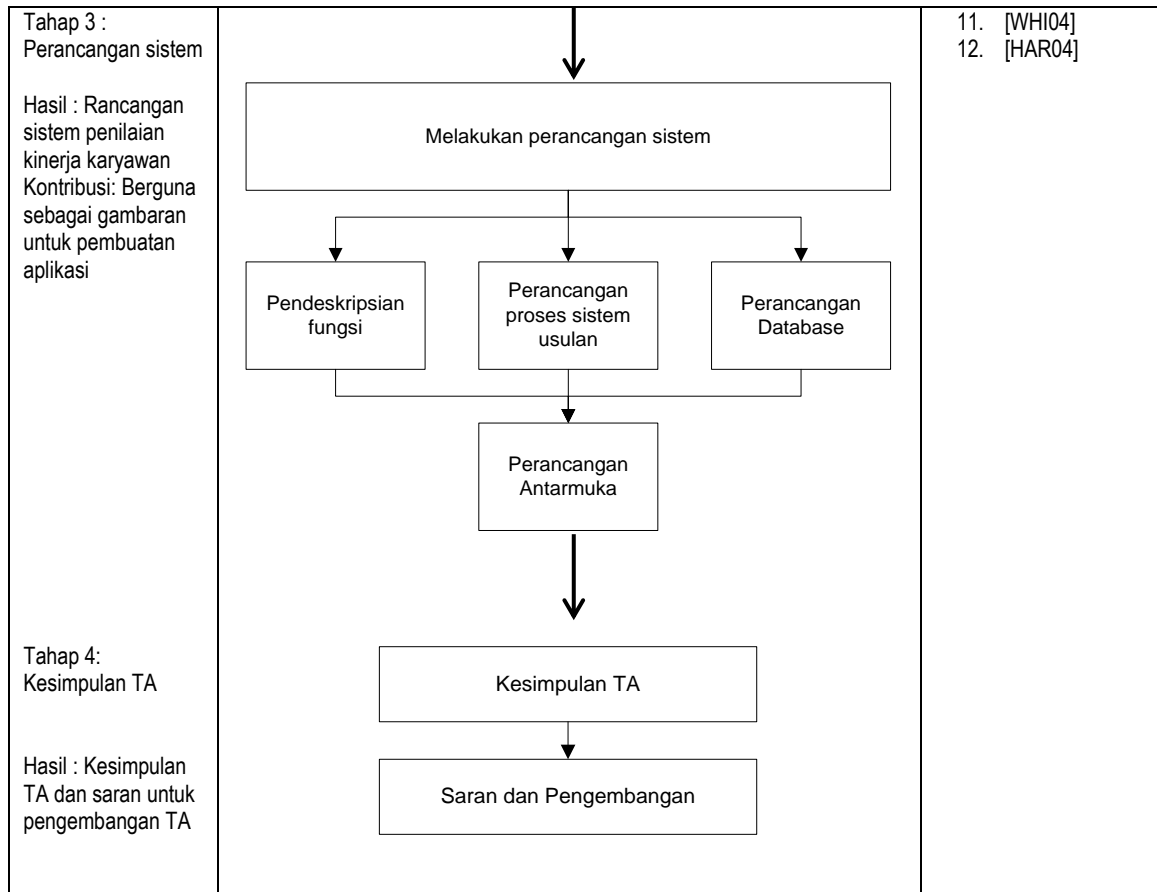 Tahap 3 :
Perancangan sistem
Hasil : Rancangan
sistem penilaian
kinerja karyawan
Kontribusi: Berguna
sebagai gambaran
untuk pembuatan
aplikasi
Melakukan perancangan sistem
Pendeskripsian
fungsi
Perancangan
proses sistem
usulan
Perancangan
Database
Perancangan
Antarmuka
11. [WHI04]
12. [HAR04]
Tahap 4:
Kesimpulan TA
Hasil : Kesimpulan
TA dan saran untuk
pengembangan TA
Kesimpulan TA
Saran dan Pengembangan